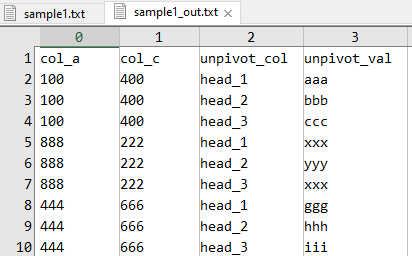 sample1.txt sample1_out.txt
0 1 2 3
1 col_a col_c unpivot_col unpivot_val
2 100 400 head_1 aaa
3 100 400 head_2 bbb
4 100 400 head_3 ccc
5 888 222 head_1 xxx
6 888 222 head_2 yyy
7 888 222 head_3 xxx
8 444 666 head_1 ggg
9 444 666 head_2 hhh
10 444 666 head_3 iii